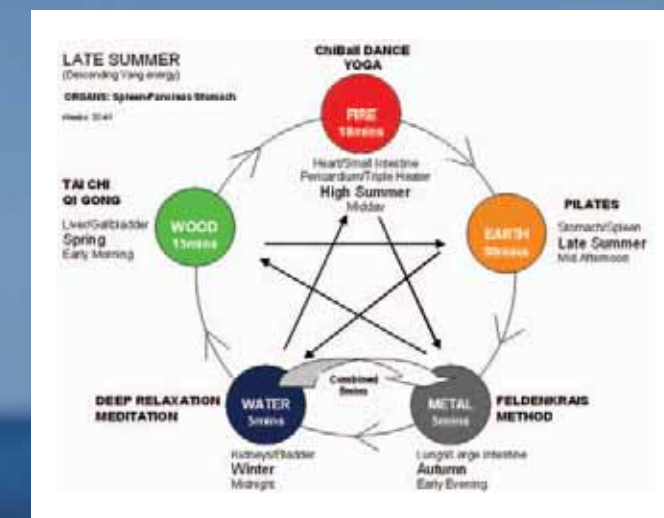 ChiBall DANCE
YOGA
LATE SUMMER
(Descending Yang energy)
ORGANS: Spleen-Pancreas Stomach
FIRE
Heart/Small Intestine
Pericardium/Triple Heater
High Summer
Midday
TAI CHI
QI GONG
Liver/Gallbladder
Spring
Early Morning
WOOD
15mins
PILATES
Stomach/Spleen
Late Summer
Mid Afternoon
EARTH
Combined
5mins
DEEP RELAXATION
MEDITATION
WATER
5mins
Kidneys/Bladder
Winter
Midnight
METAL
5mins
FELDENKRAIS
METHOD
Lungs/Large Intestine
Autumn
Early Evening